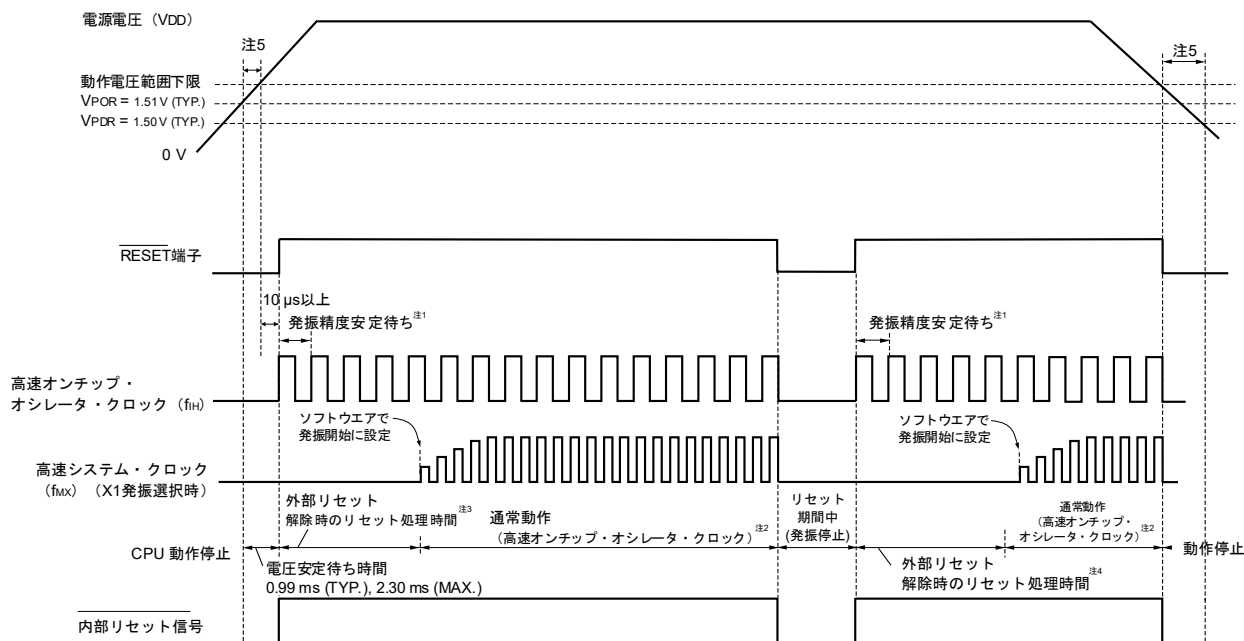 電源電圧（VDD）
注5
注5
動作電圧範囲下限
VPOR = 1.51 V (TYP.)
VPDR = 1.50 V (TYP.)
0 V
RESET端子
10 μs以上
発振精度安定待ち注1
発振精度安定待ち注1
高速オンチップ・
オシレータ・クロック（fIH）
ソフトウエアで
発振開始に設定
ソフトウエアで
発振開始に設定
高速システム・クロック
（fMX）（X1発振選択時）
外部リセット
解除時のリセット処理時間注3
通常動作
（高速オンチップ・オシレータ・クロック）注2
リセット
期間中
(発振停止)
通常動作
（高速オンチップ・
オシレータ・クロック）注2
CPU 動作停止
動作停止
電圧安定待ち時間
0.99 ms (TYP.), 2.30 ms (MAX.)
外部リセット
解除時のリセット処理時間注4
内部リセット信号